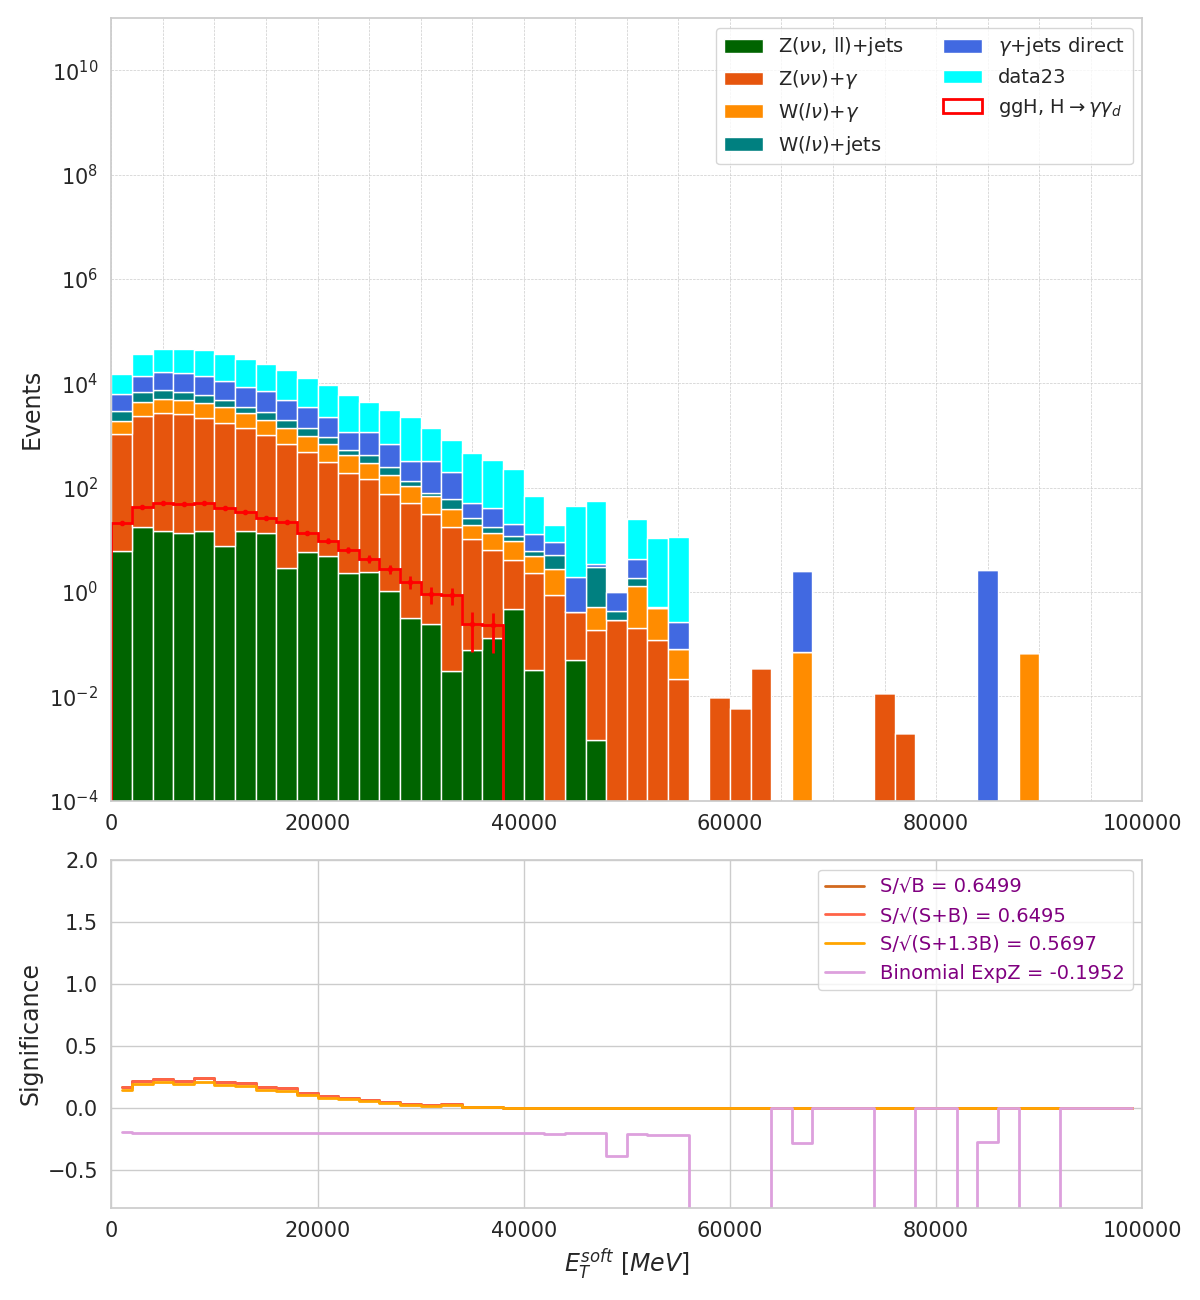 Z(νν, ll)+jets
Z(νν)+γ
W(lν)+γ
W(lν)+jets
γ+jets direct
data23
ggH, H→γγ_d
Events
10^10
10^8
10^6
10^4
10^2
10^0
10^−2
10^−4
0 20000 40000 60000 80000 100000
S/√B = 0.6499
S/√(S+B) = 0.6495
S/√(S+1.3B) = 0.5697
Binomial ExpZ = -0.1952
Significance
2.0
1.5
1.0
0.5
0.0
−0.5
0 20000 40000 60000 80000 100000
E_T^soft [MeV]